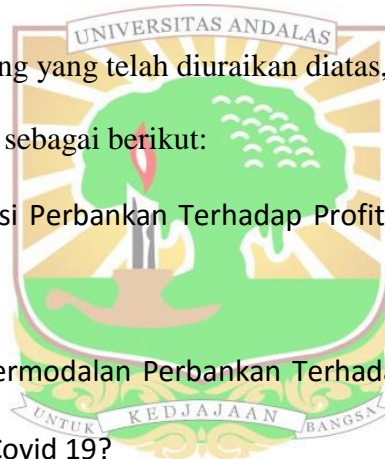 UNIVERSITAS ANDALAS
ng yang telah diuraikan diatas,
sebagai berikut:
si Perbankan Terhadap Profit
ermodalan Perbankan Terhada
UNTUK KEDJAJAAN BANGSA
Covid 19?